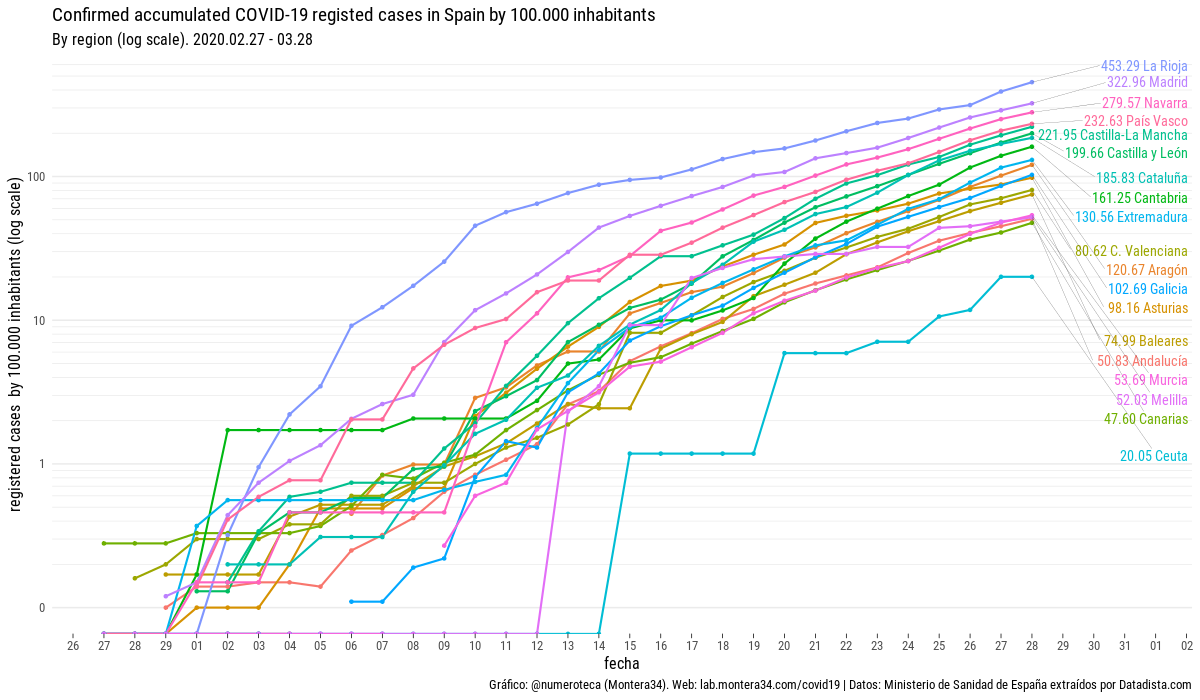 Confirmed accumulated COVID-19 registed cases in Spain by 100.000 inhabitants
By region (log scale). 2020.02.27 - 03.28
registered cases by 100.000 inhabitants (log scale)
100
10
1
0
453.29 La Rioja
322.96 Madrid
279.57 Navarra
232.63 País Vasco
221.95 Castilla-La Mancha
199.66 Castilla y León
185.83 Cataluña
161.25 Cantabria
130.56 Extremadura
80.62 C. Valenciana
120.67 Aragón
102.69 Galicia
98.16 Asturias
74.99 Baleares
50.83 Andalucía
53.69 Murcia
52.03 Melilla
47.60 Canarias
20.05 Ceuta
26 27 28 29 01 02 03 04 05 06 07 08 09 10 11 12 13 14 15 16 17 18 19 20 21 22 23 24 25 26 27 28 29 30 31 01 02
fecha
Gráfico: @numeroteca (Montera34). Web: lab.montera34.com/covid19 | Datos: Ministerio de Sanidad de España extraídos por Datadista.com